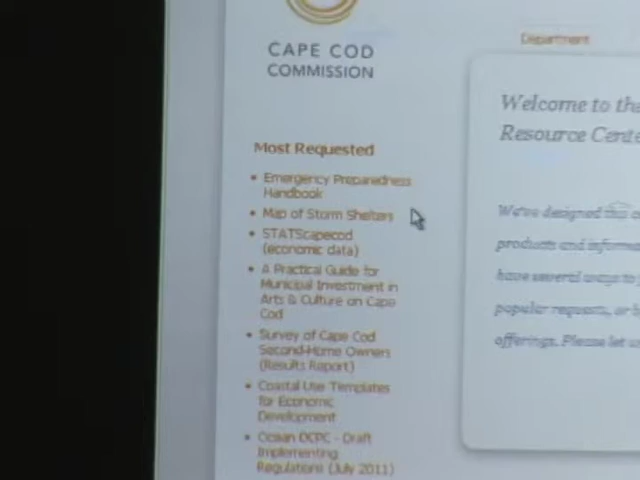 CAPE COD
COMMISSION
Department
Most Requested
Emergency Preparedness
Handbook
Map of Storm Shelters
STATScapecod
(economic data)
A Practical Guide for
Municipal Investment in
Arts & Culture on Cape
Cod
Survey of Cape Cod
Second-Home Owners
(Results Report)
Coastal Use Templates
for Economic
Development
Ocean DCPC - Draft
Implementing
Regulations (July 2011)
Welcome to the
Resource Cente
We've designed this
products and informa
have several ways to
popular requests, or
offerings. Please let